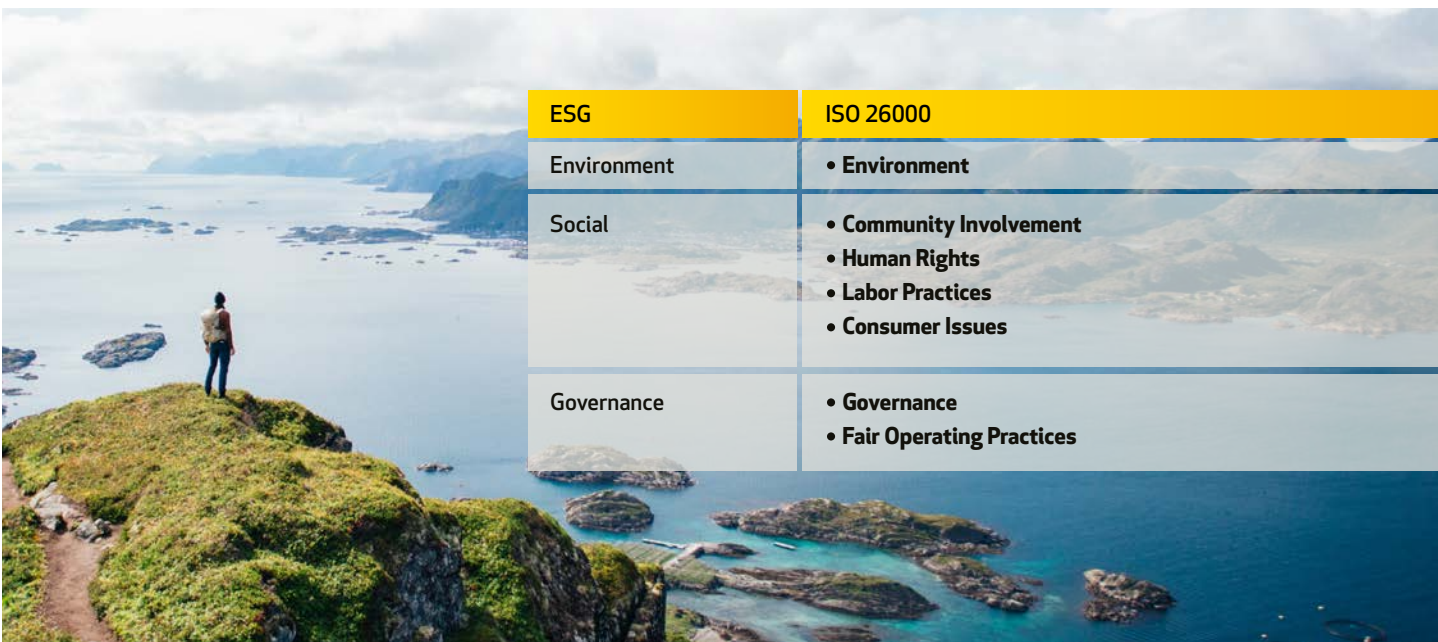 ESG ISO 26000
Environment • Environment
Social • Community Involvement
• Human Rights
• Labor Practices
• Consumer Issues
Governance • Governance
• Fair Operating Practices